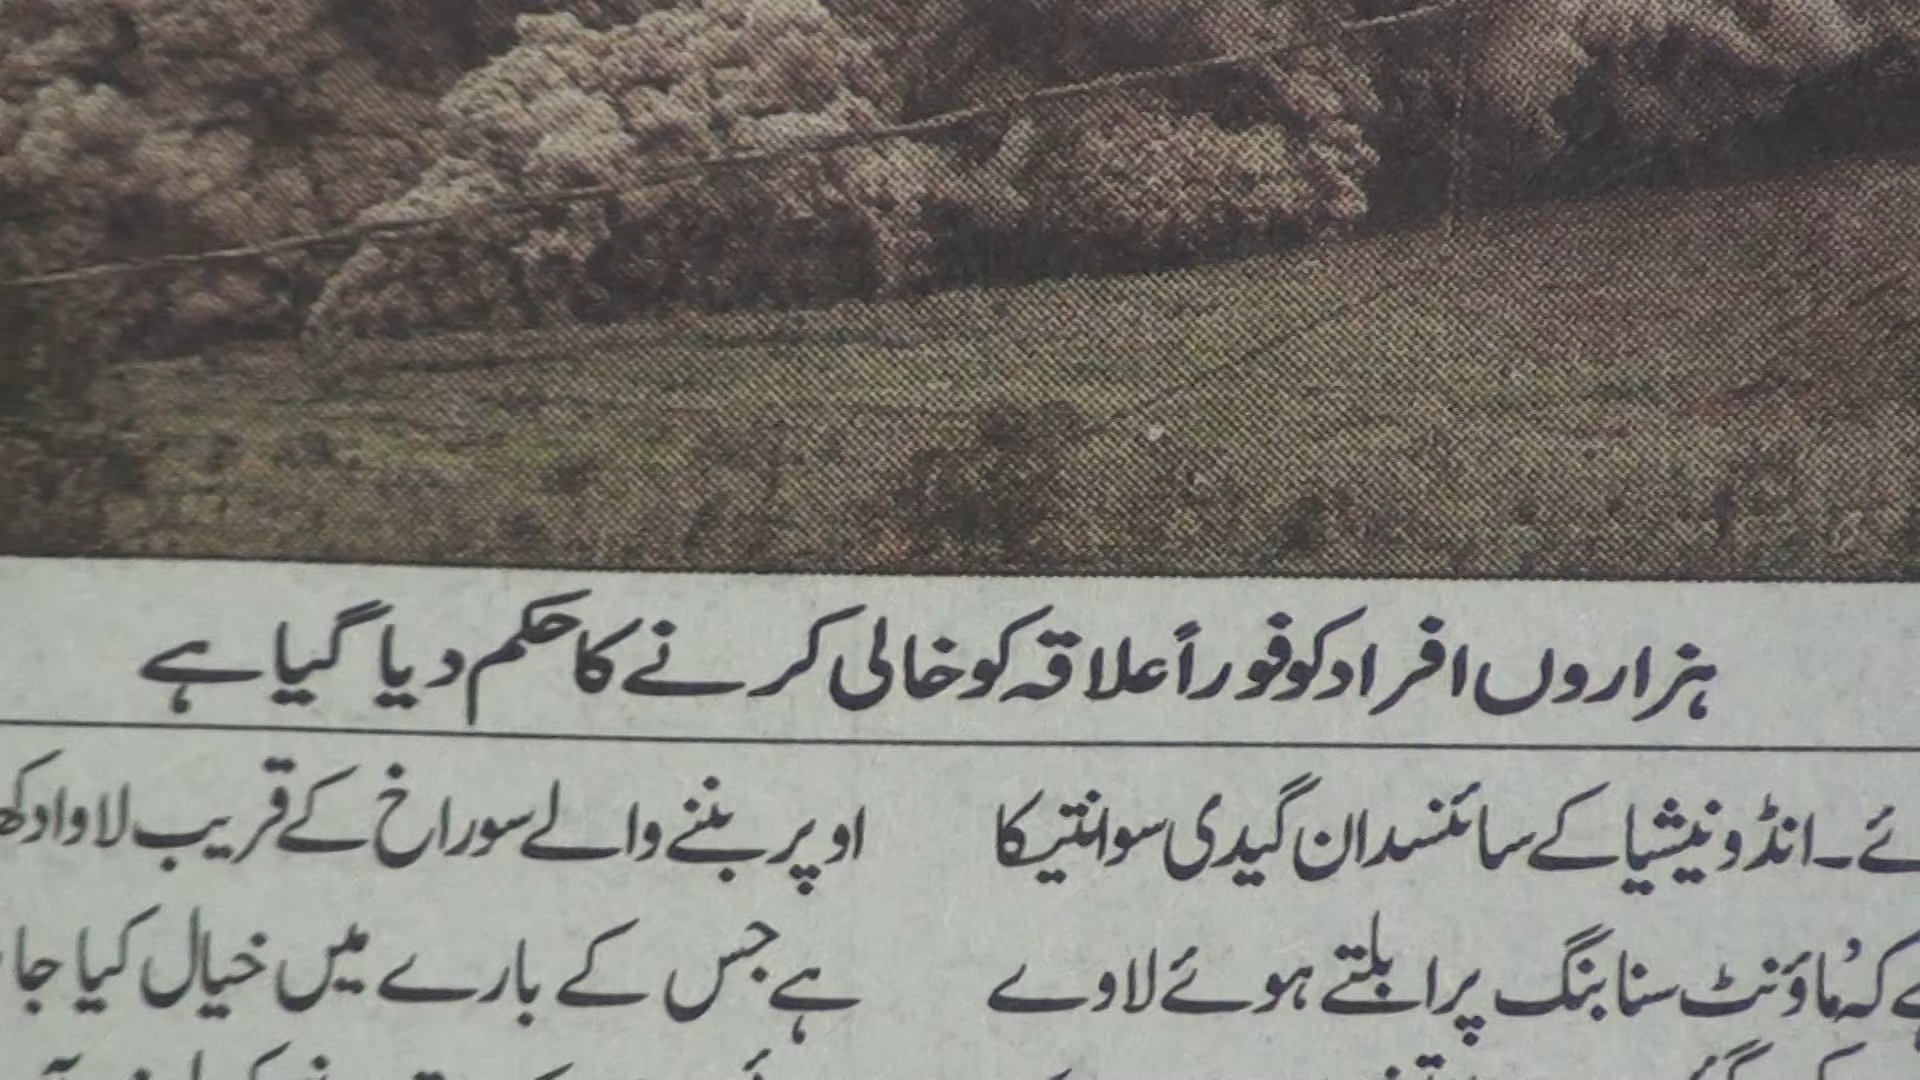 ہزاروں افراد کو فوراً علاقہ کو خالی کرنے کا حکم دیا گیا ہے
ئے۔ انڈونیشیا کے سائنسدان گیدی سوانتیکا
ہے کہ ماؤنٹ سنابنگ پر ابلتے ہوئے لاوے
اوپر بننے والے سوراخ کے قریب لاوا دکھ
ہے جس کے بارے میں خیال کیا جا